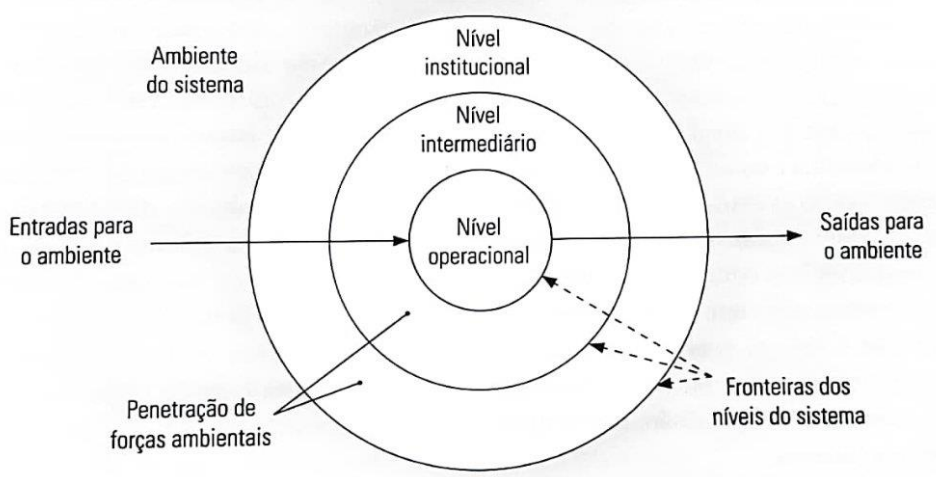 Ambiente
do sistema
Nível
institucional
Nível
intermediário
Nível
operacional
Entradas para
o ambiente
Saídas para
o ambiente
Penetração de
forças ambientais
Fronteiras dos
níveis do sistema